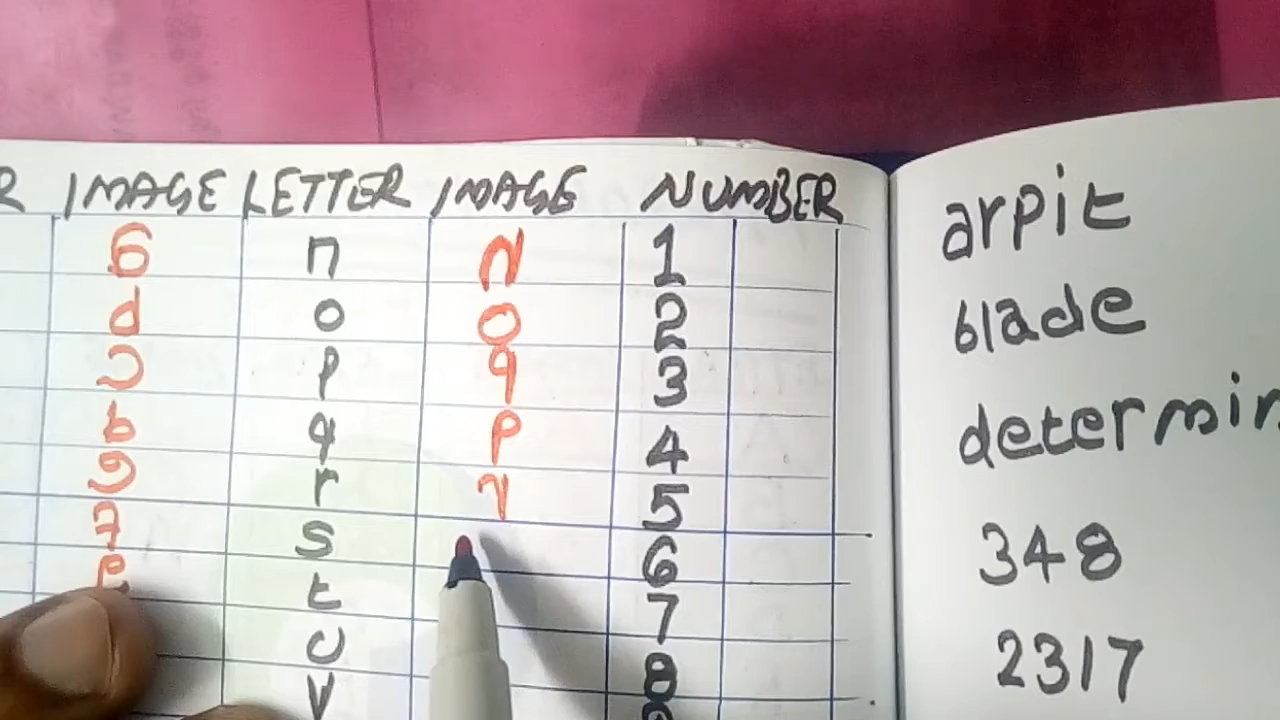 R IMAGE LETTER IMAGE NUMBER
n 1
o O 2
p q 3
q p 4
r 5
s 6
t 7
u 8
v
arpit
blade
determin
348
2317